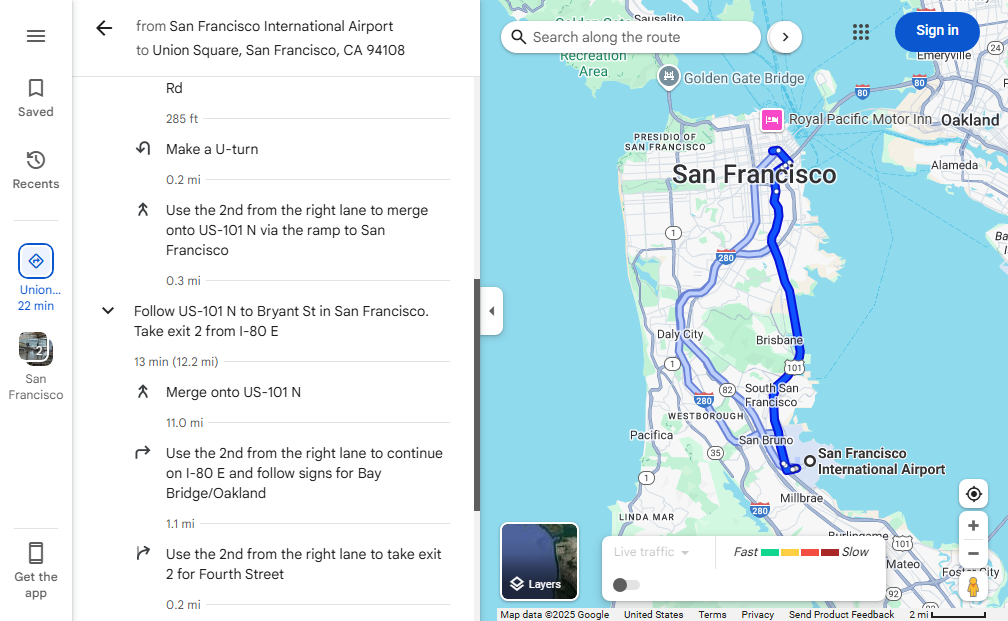 Saved
Recents
Union...
22 min
2
San
Francisco
Get the
app
from San Francisco International Airport
to Union Square, San Francisco, CA 94108
Rd
285 ft
Make a U-turn
0.2 mi
Use the 2nd from the right lane to merge
onto US-101 N via the ramp to San
Francisco
0.3 mi
Follow US-101 N to Bryant St in San Francisco.
Take exit 2 from I-80 E
13 min (12.2 mi)
Merge onto US-101 N
11.0 mi
Use the 2nd from the right lane to continue
on I-80 E and follow signs for Bay
Bridge/Oakland
1.1 mi
Use the 2nd from the right lane to take exit
2 for Fourth Street
0.2 mi
Search along the route
Sign in
Sausalito
Golden Gate
Recreation
Area
Emeryville
24
80
80
Golden Gate Bridge
Royal Pacific Motor Inn
Oakland
PRESIDIO OF
SAN FRANCISCO
Alameda
San Francisco
1
280
Daly City
Brisbane
1
101
82
280
South San
Francisco
WESTBOROUGH
Pacifica
San Bruno
35
San Francisco
International Airport
1
Millbrae
280
LINDA MAR
Burlingame
101
Mateo
Foster City
92
Layers
Live traffic
Fast
Slow
Map data ©2025 Google
United States
Terms
Privacy
Send Product Feedback
2 mi